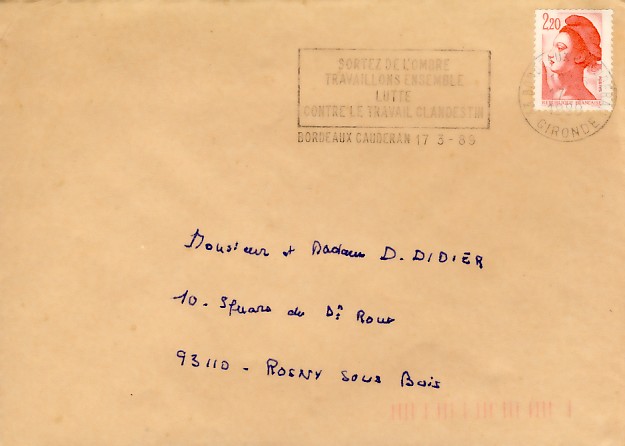 2,20
SORTEZ DE L'OMBRE
TRAVAILLONS ENSEMBLE
LUTTE
CONTRE LE TRAVAIL CLANDESTIN
REPUBLIQUE FRANÇAISE
GIRONDE
BORDEAUX CAUDERAN 17 3 - 89
Monsieur et Madame D. DIDIER
10. Square du Dr Roux
93110 - ROSNY SOUS Bois